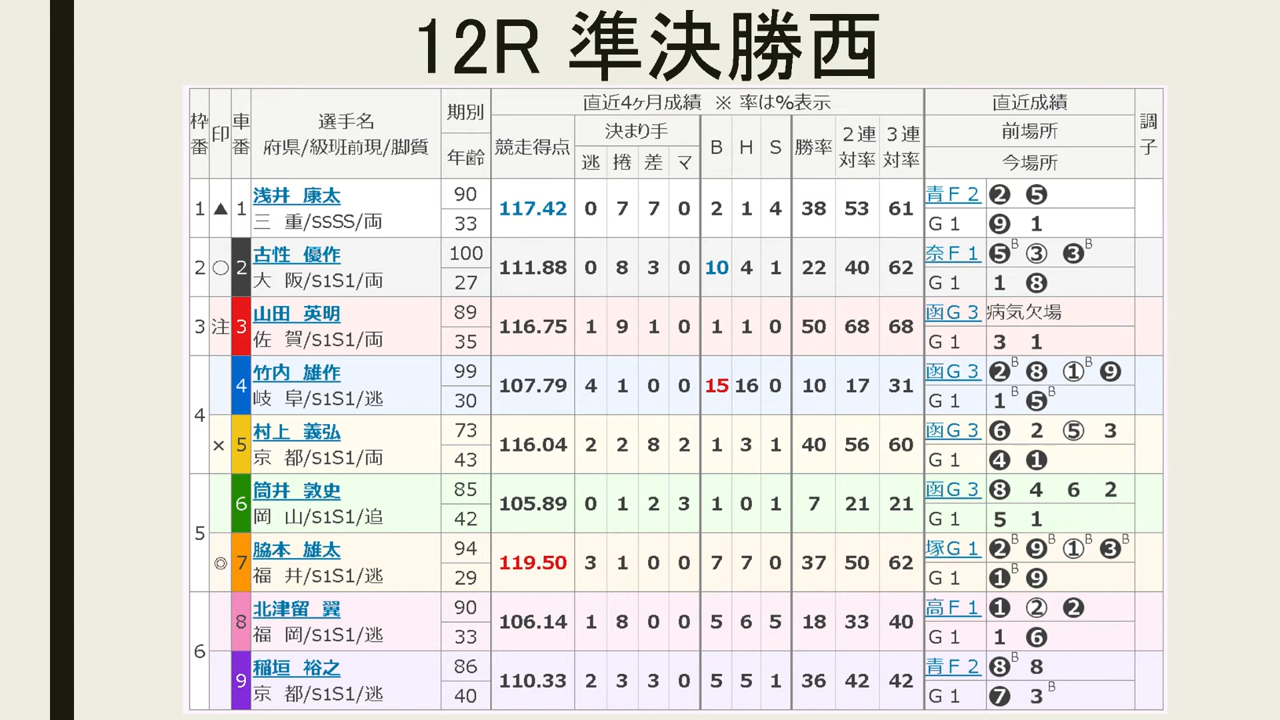 12R 準決勝西
枠番 印 車番 選手名 府県/級班前現/脚質 期別 年齢 直近4ヶ月成績 ※ 率は%表示 直近成績 調子
競走得点 決まり手 B H S 勝率 2連対率 3連対率 前場所
逃 捲 差 マ 今場所
1 ▲ 1 浅井 康太 90 117.42 0 7 7 0 2 1 4 38 53 61 青F2 ❷ ❺
三 重/SSSS/両 33 G1 ❾ 1
2 ○ 2 古性 優作 100 111.88 0 8 3 0 10 4 1 22 40 62 奈F1 ❺B ③ ❸B
大 阪/S1S1/両 27 G1 1 ❽
3 注 3 山田 英明 89 116.75 1 9 1 0 1 1 0 50 68 68 函G3 病気欠場
佐 賀/S1S1/両 35 G1 3 1
4 4 竹内 雄作 99 107.79 4 1 0 0 15 16 0 10 17 31 函G3 ❷B ❽ ①B ❾
岐 阜/S1S1/逃 30 G1 1B ❺B
× 5 村上 義弘 73 116.04 2 2 8 2 1 3 1 40 56 60 函G3 ❻ 2 ⑤ 3
京 都/S1S1/両 43 G1 ❹ ❶
5 6 筒井 敦史 85 105.89 0 1 2 3 1 0 1 7 21 21 函G3 ❽ 4 6 2
岡 山/S1S1/追 42 G1 5 1
◎ 7 脇本 雄太 94 119.50 3 1 0 0 7 7 0 37 50 62 塚G1 ❷B ❾B ①B ❸B
福 井/S1S1/逃 29 G1 ❶B ❾
6 8 北津留 翼 90 106.14 1 8 0 0 5 6 5 18 33 40 高F1 ❶ ② ❷
福 岡/S1S1/逃 33 G1 1 ❻
9 稲垣 裕之 86 110.33 2 3 3 0 5 5 1 36 42 42 青F2 ❽B 8
京 都/S1S1/逃 40 G1 ❼ 3B